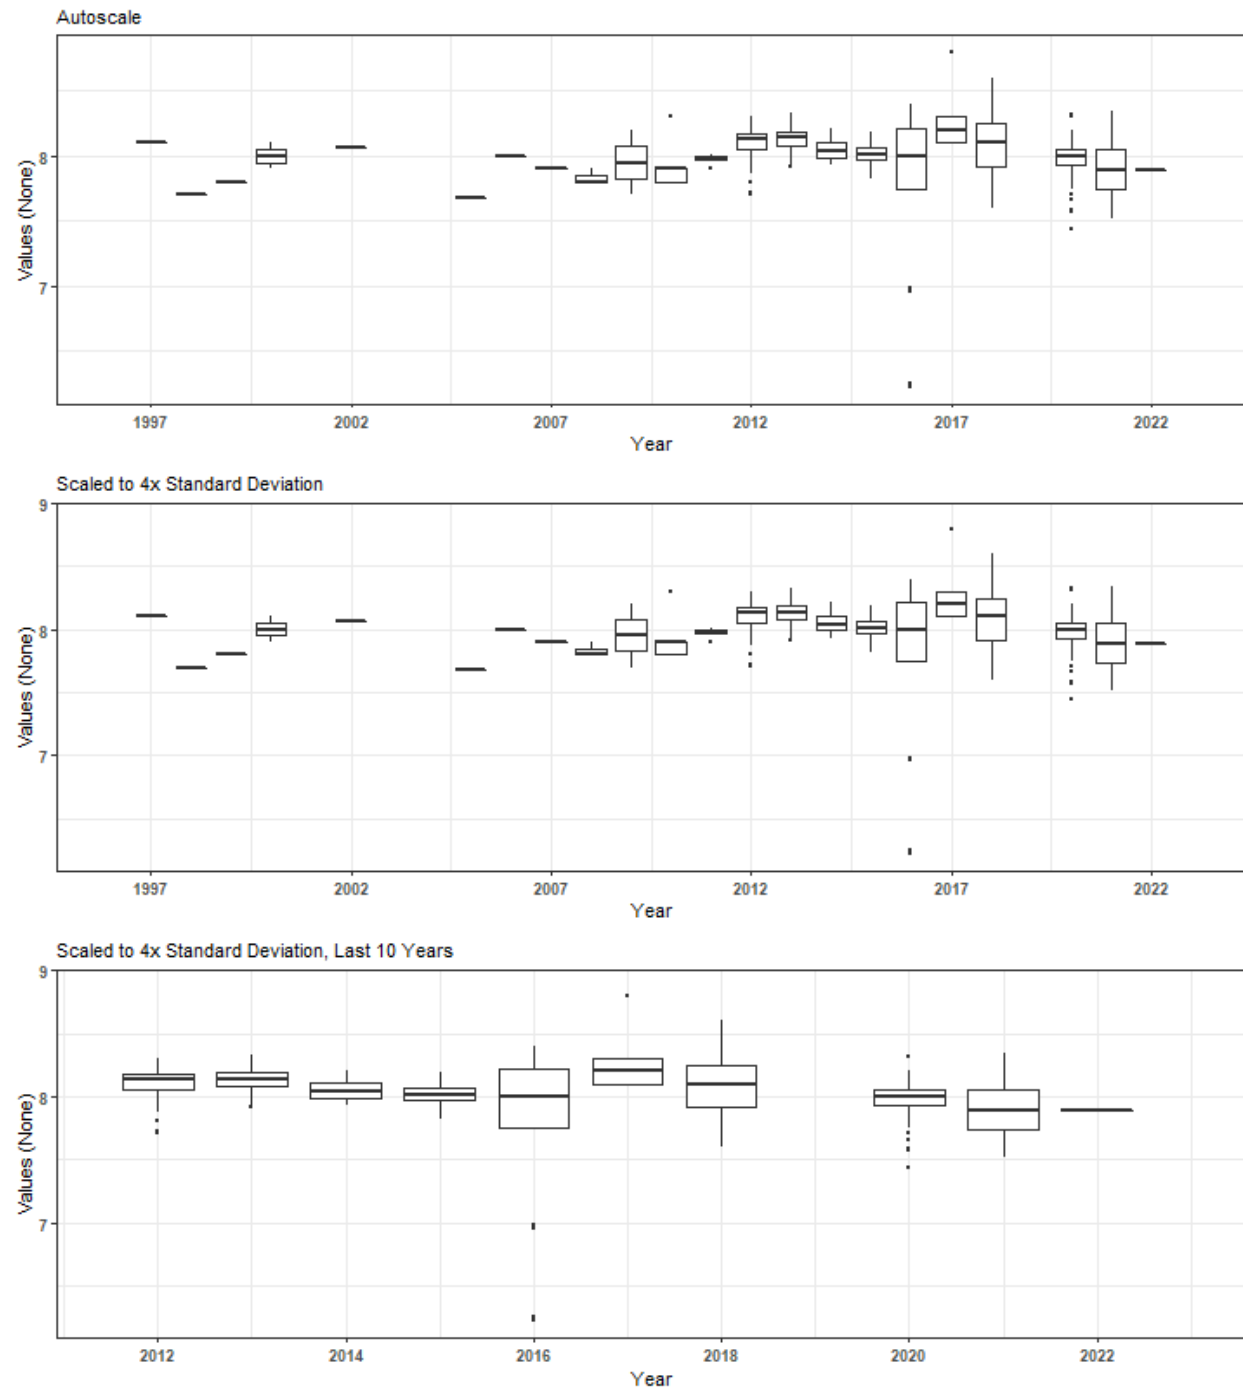 Autoscale
Values (None)
8
7
1997 2002 2007 2012 2017 2022
Year
Scaled to 4x Standard Deviation
Values (None)
9
8
7
1997 2002 2007 2012 2017 2022
Year
Scaled to 4x Standard Deviation, Last 10 Years
Values (None)
9
8
7
2012 2014 2016 2018 2020 2022
Year